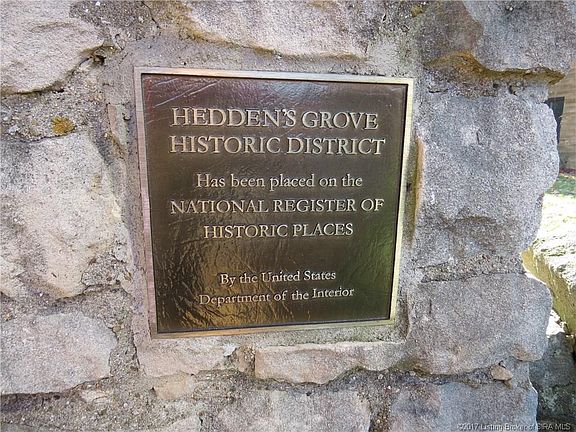 HEDDEN'S GROVE
HISTORIC DISTRICT
Has been placed on the
NATIONAL REGISTER OF
HISTORIC PLACES
By the United States
Department of the Interior
©2017 Listing Broker of SIRA MLS